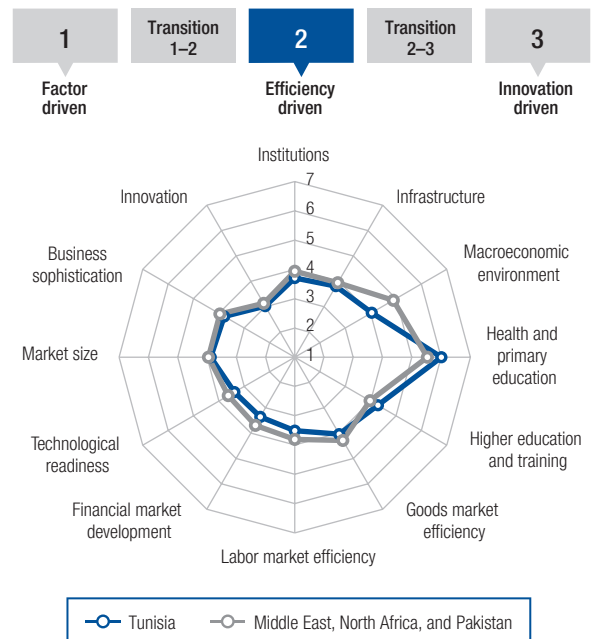 1
Transition
1–2
2
Transition
2–3
3
Factor
driven
Efficiency
driven
Innovation
driven
Institutions
7
Innovation
Infrastructure
6
5
Business
sophistication
Macroeconomic
environment
4
3
2
Market size
1
Health and
primary
education
Technological
readiness
Higher education
and training
Financial market
development
Goods market
efficiency
Labor market efficiency
Tunisia
Middle East, North Africa, and Pakistan